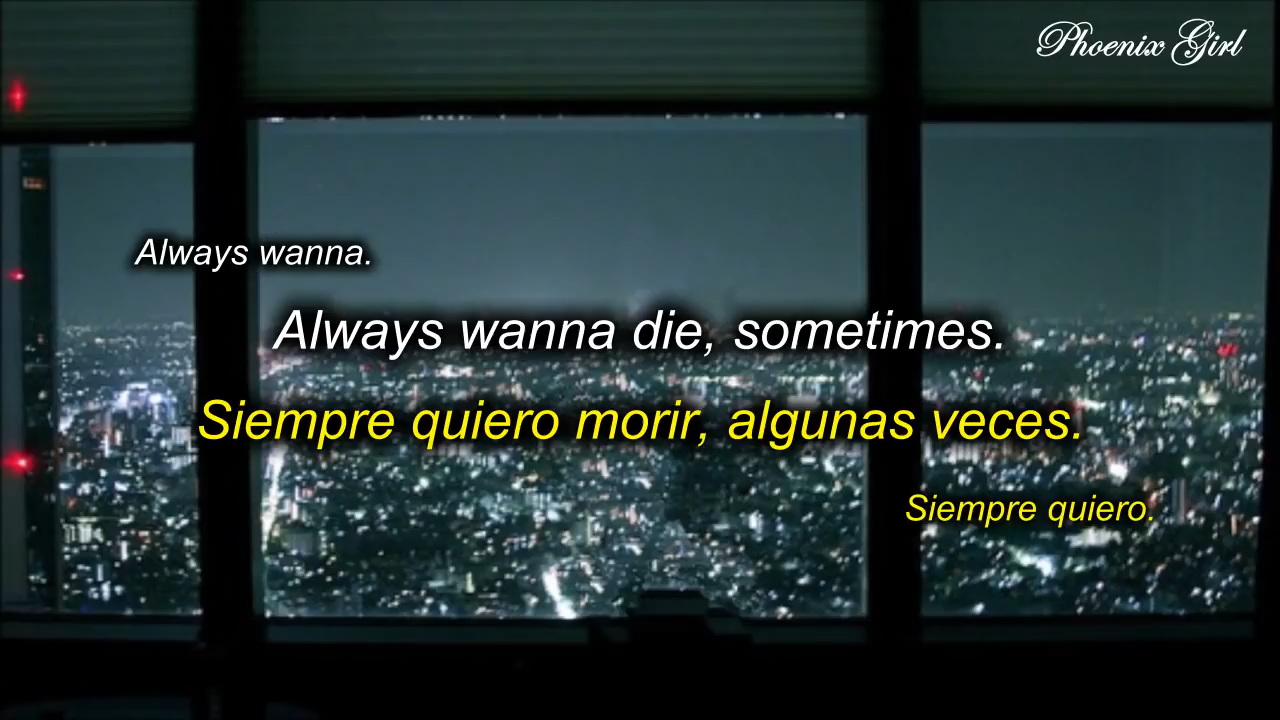 Phoenix Girl
Always wanna.
Always wanna die, sometimes.
Siempre quiero morir, algunas veces.
Siempre quiero.